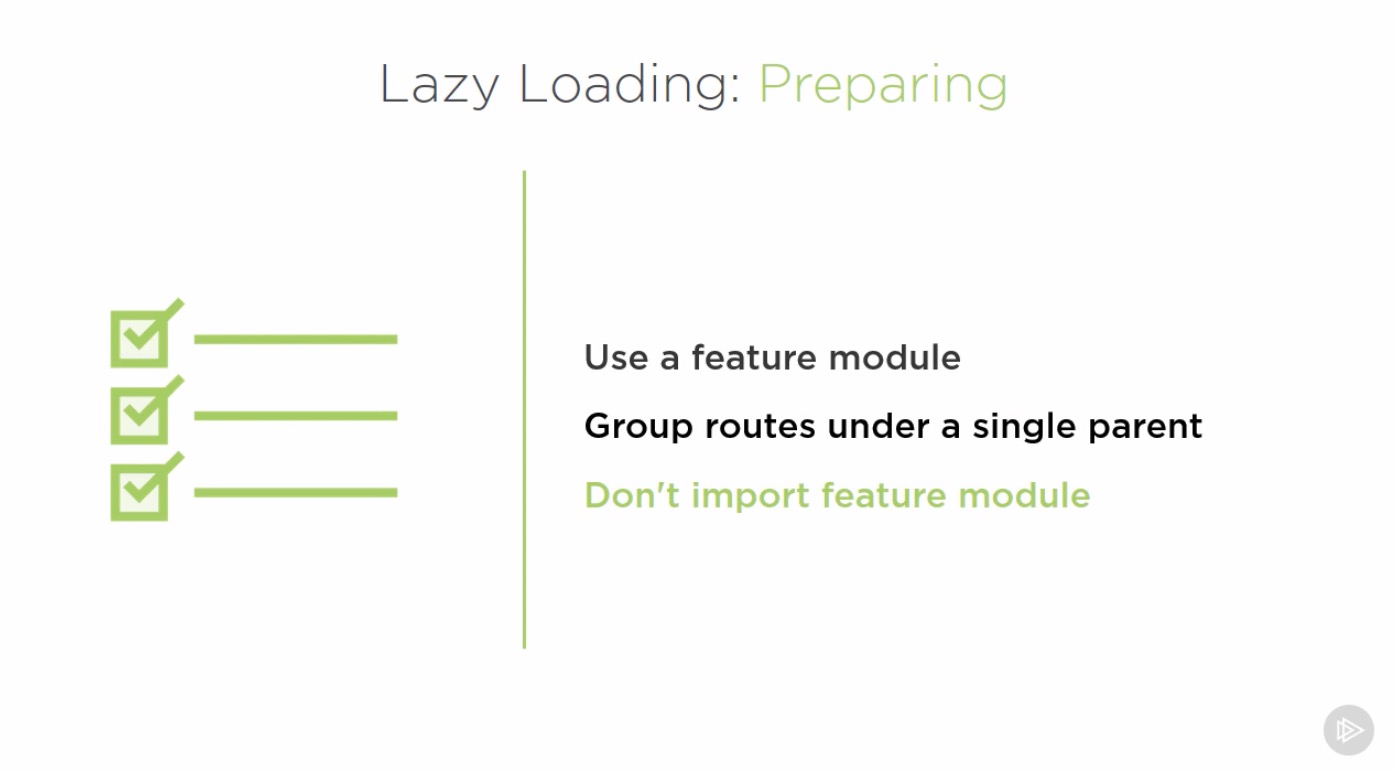 Lazy Loading: Preparing
Use a feature module
Group routes under a single parent
Don't import feature module